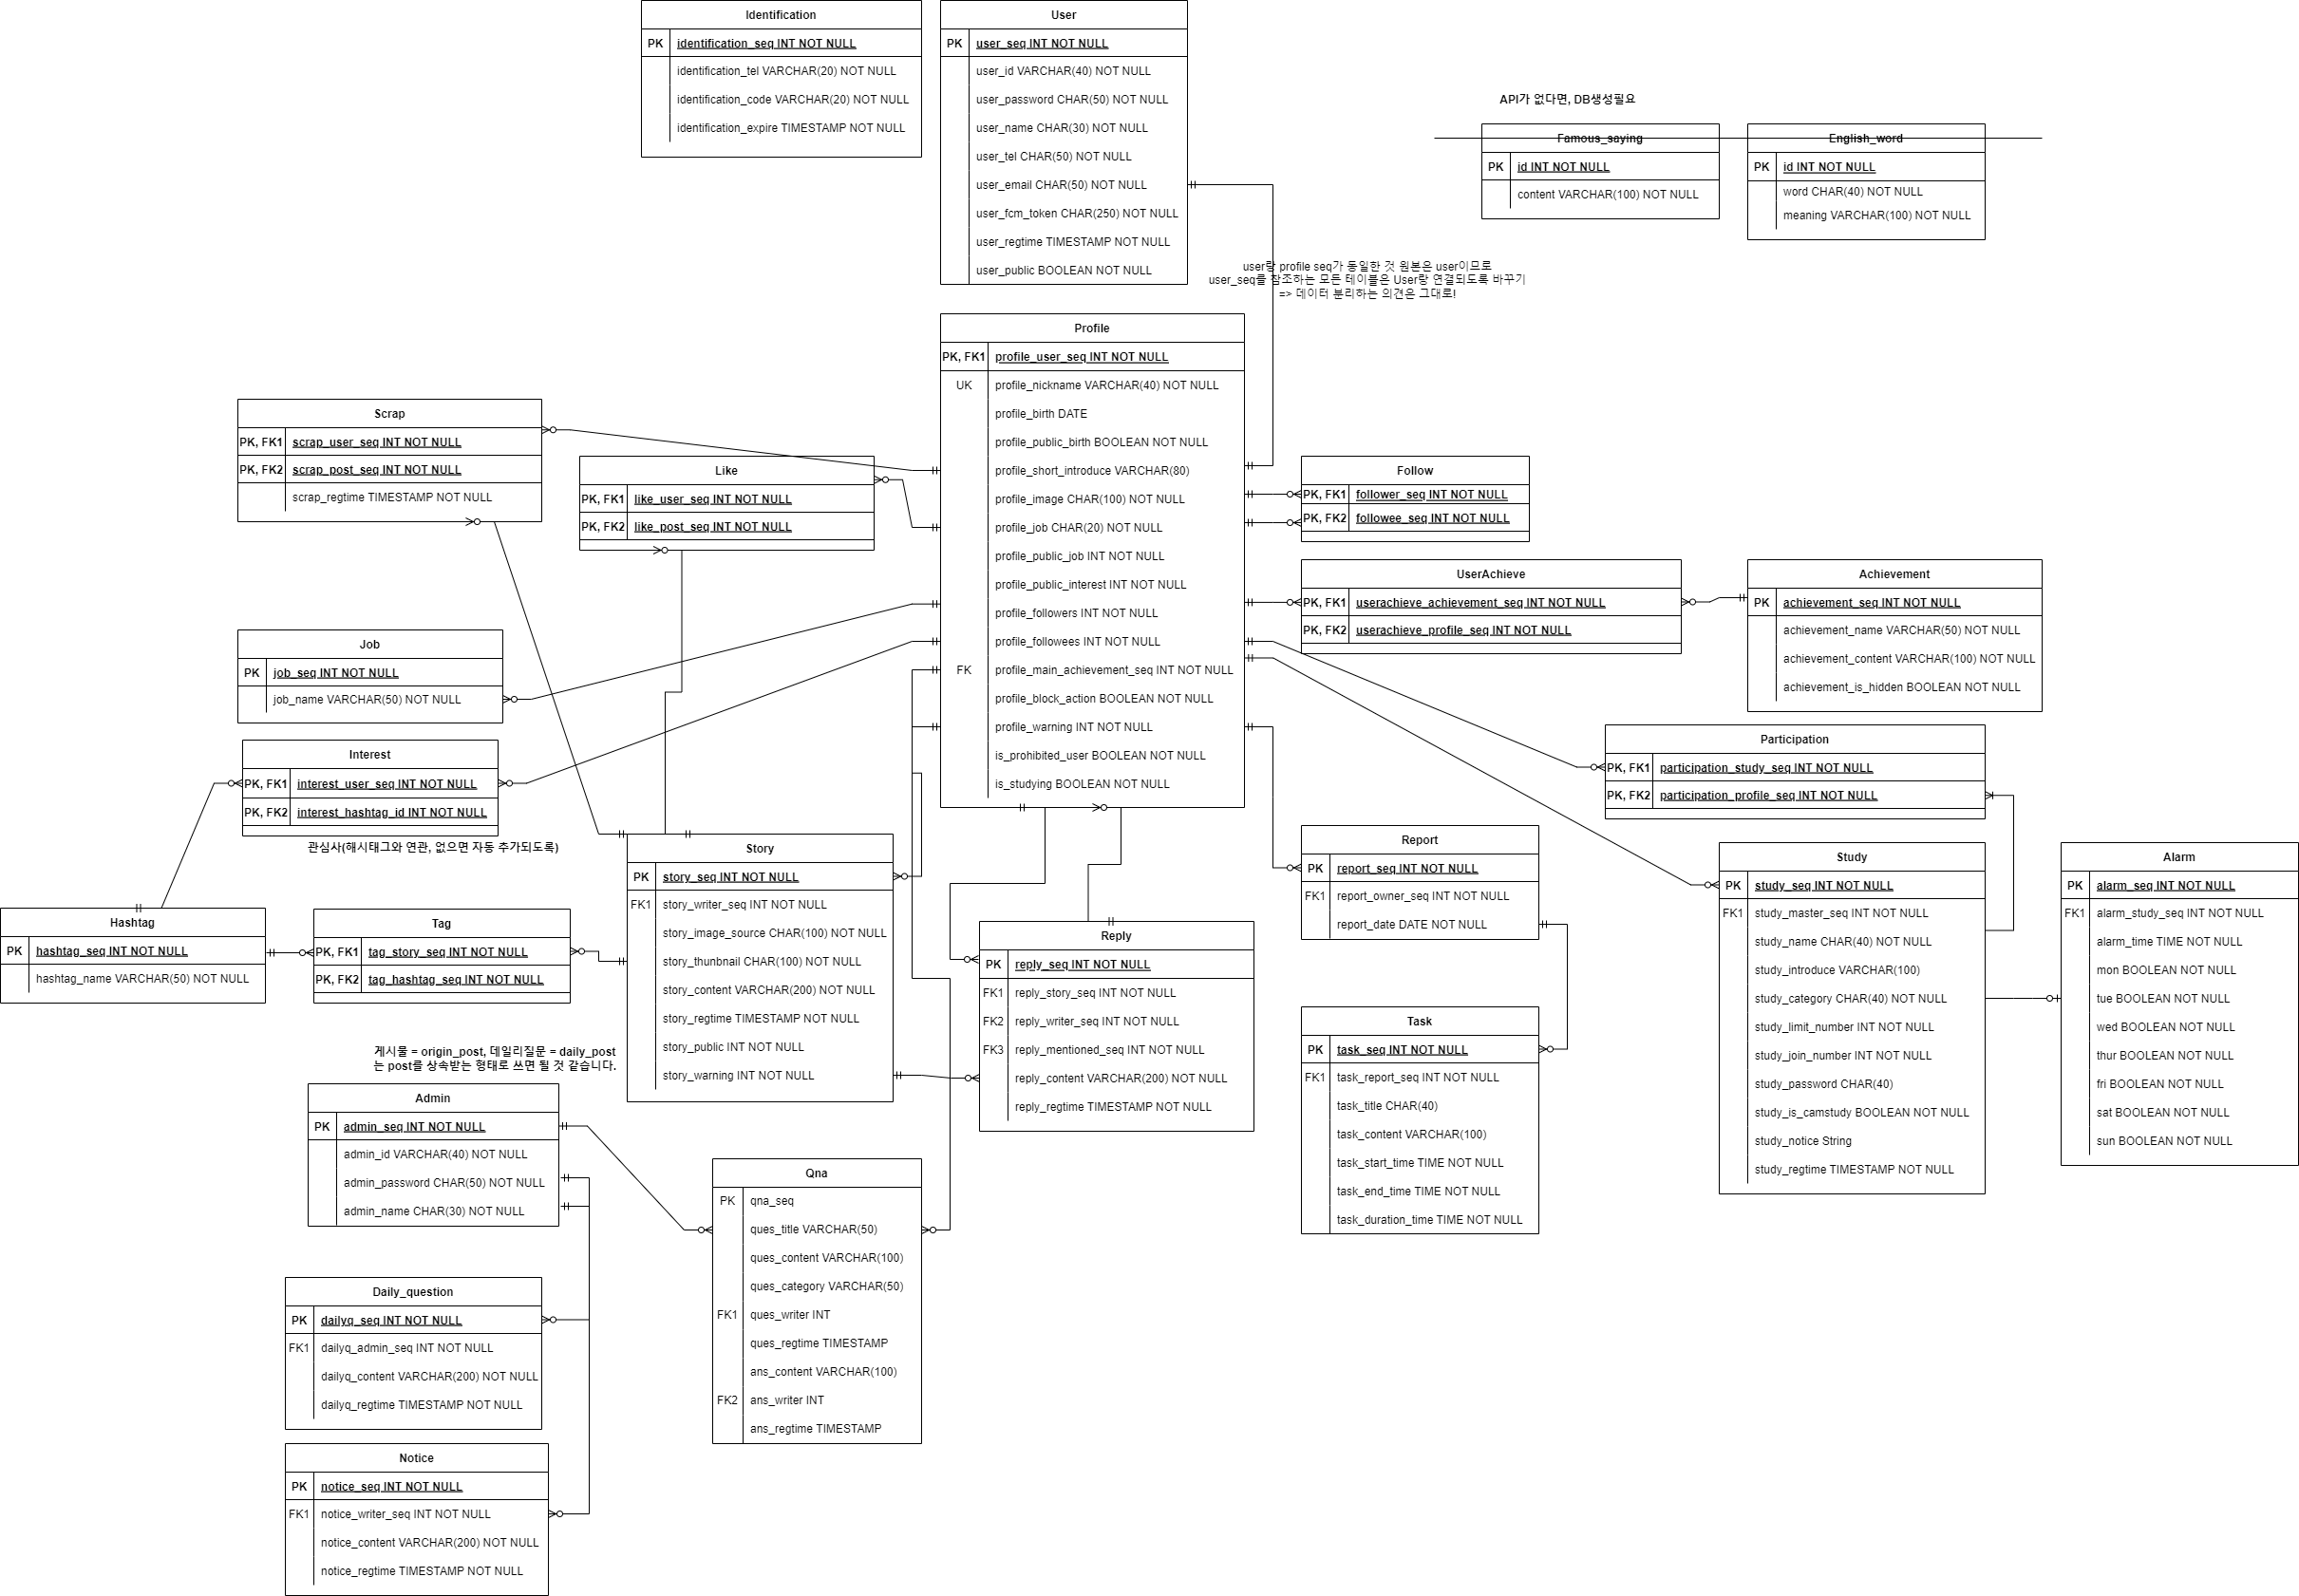 Identification
PK identification_seq INT NOT NULL
identification_tel VARCHAR(20) NOT NULL
identification_code VARCHAR(20) NOT NULL
identification_expire TIMESTAMP NOT NULL
User
PK user_seq INT NOT NULL
user_id VARCHAR(40) NOT NULL
user_password CHAR(50) NOT NULL
user_name CHAR(30) NOT NULL
user_tel CHAR(50) NOT NULL
user_email CHAR(50) NOT NULL
user_fcm_token CHAR(250) NOT NULL
user_regtime TIMESTAMP NOT NULL
user_public BOOLEAN NOT NULL
API가 없다면, DB생성필요
Famous_saying
PK id INT NOT NULL
content VARCHAR(100) NOT NULL
English_word
PK id INT NOT NULL
word CHAR(40) NOT NULL
meaning VARCHAR(100) NOT NULL
user랑 profile seq가 동일한 것 원본은 user이므로
user_seq를 참조하는 모든 테이블은 User랑 연결되도록 바꾸기
=> 데이터 분리하는 의견은 그대로!
Profile
PK, FK1 profile_user_seq INT NOT NULL
UK profile_nickname VARCHAR(40) NOT NULL
profile_birth DATE
profile_public_birth BOOLEAN NOT NULL
profile_short_introduce VARCHAR(80)
profile_image CHAR(100) NOT NULL
profile_job CHAR(20) NOT NULL
profile_public_job INT NOT NULL
profile_public_interest INT NOT NULL
profile_followers INT NOT NULL
profile_followees INT NOT NULL
FK profile_main_achievement_seq INT NOT NULL
profile_block_action BOOLEAN NOT NULL
profile_warning INT NOT NULL
is_prohibited_user BOOLEAN NOT NULL
is_studying BOOLEAN NOT NULL
Scrap
PK, FK1 scrap_user_seq INT NOT NULL
PK, FK2 scrap_post_seq INT NOT NULL
scrap_regtime TIMESTAMP NOT NULL
Like
PK, FK1 like_user_seq INT NOT NULL
PK, FK2 like_post_seq INT NOT NULL
Follow
PK, FK1 follower_seq INT NOT NULL
PK, FK2 followee_seq INT NOT NULL
UserAchieve
PK, FK1 userachieve_achievement_seq INT NOT NULL
PK, FK2 userachieve_profile_seq INT NOT NULL
Achievement
PK achievement_seq INT NOT NULL
achievement_name VARCHAR(50) NOT NULL
achievement_content VARCHAR(100) NOT NULL
achievement_is_hidden BOOLEAN NOT NULL
Job
PK job_seq INT NOT NULL
job_name VARCHAR(50) NOT NULL
Interest
PK, FK1 interest_user_seq INT NOT NULL
PK, FK2 interest_hashtag_id INT NOT NULL
관심사(해시태그와 연관, 없으면 자동 추가되도록)
Participation
PK, FK1 participation_study_seq INT NOT NULL
PK, FK2 participation_profile_seq INT NOT NULL
Hashtag
PK hashtag_seq INT NOT NULL
hashtag_name VARCHAR(50) NOT NULL
Tag
PK, FK1 tag_story_seq INT NOT NULL
PK, FK2 tag_hashtag_seq INT NOT NULL
Story
PK story_seq INT NOT NULL
FK1 story_writer_seq INT NOT NULL
story_image_source CHAR(100) NOT NULL
story_thunbnail CHAR(100) NOT NULL
story_content VARCHAR(200) NOT NULL
story_regtime TIMESTAMP NOT NULL
story_public INT NOT NULL
story_warning INT NOT NULL
Reply
PK reply_seq INT NOT NULL
FK1 reply_story_seq INT NOT NULL
FK2 reply_writer_seq INT NOT NULL
FK3 reply_mentioned_seq INT NOT NULL
reply_content VARCHAR(200) NOT NULL
reply_regtime TIMESTAMP NOT NULL
Report
PK report_seq INT NOT NULL
FK1 report_owner_seq INT NOT NULL
report_date DATE NOT NULL
Task
PK task_seq INT NOT NULL
FK1 task_report_seq INT NOT NULL
task_title CHAR(40)
task_content VARCHAR(100)
task_start_time TIME NOT NULL
task_end_time TIME NOT NULL
task_duration_time TIME NOT NULL
Study
PK study_seq INT NOT NULL
FK1 study_master_seq INT NOT NULL
study_name CHAR(40) NOT NULL
study_introduce VARCHAR(100)
study_category CHAR(40) NOT NULL
study_limit_number INT NOT NULL
study_join_number INT NOT NULL
study_password CHAR(40)
study_is_camstudy BOOLEAN NOT NULL
study_notice String
study_regtime TIMESTAMP NOT NULL
Alarm
PK alarm_seq INT NOT NULL
FK1 alarm_study_seq INT NOT NULL
alarm_time TIME NOT NULL
mon BOOLEAN NOT NULL
tue BOOLEAN NOT NULL
wed BOOLEAN NOT NULL
thur BOOLEAN NOT NULL
fri BOOLEAN NOT NULL
sat BOOLEAN NOT NULL
sun BOOLEAN NOT NULL
게시물 = origin_post, 데일리질문 = daily_post
는 post를 상속받는 형태로 쓰면 될 것 같습니다.
Admin
PK admin_seq INT NOT NULL
admin_id VARCHAR(40) NOT NULL
admin_password CHAR(50) NOT NULL
admin_name CHAR(30) NOT NULL
Qna
PK qna_seq
ques_title VARCHAR(50)
ques_content VARCHAR(100)
ques_category VARCHAR(50)
FK1 ques_writer INT
ques_regtime TIMESTAMP
ans_content VARCHAR(100)
FK2 ans_writer INT
ans_regtime TIMESTAMP
Daily_question
PK dailyq_seq INT NOT NULL
FK1 dailyq_admin_seq INT NOT NULL
dailyq_content VARCHAR(200) NOT NULL
dailyq_regtime TIMESTAMP NOT NULL
Notice
PK notice_seq INT NOT NULL
FK1 notice_writer_seq INT NOT NULL
notice_content VARCHAR(200) NOT NULL
notice_regtime TIMESTAMP NOT NULL